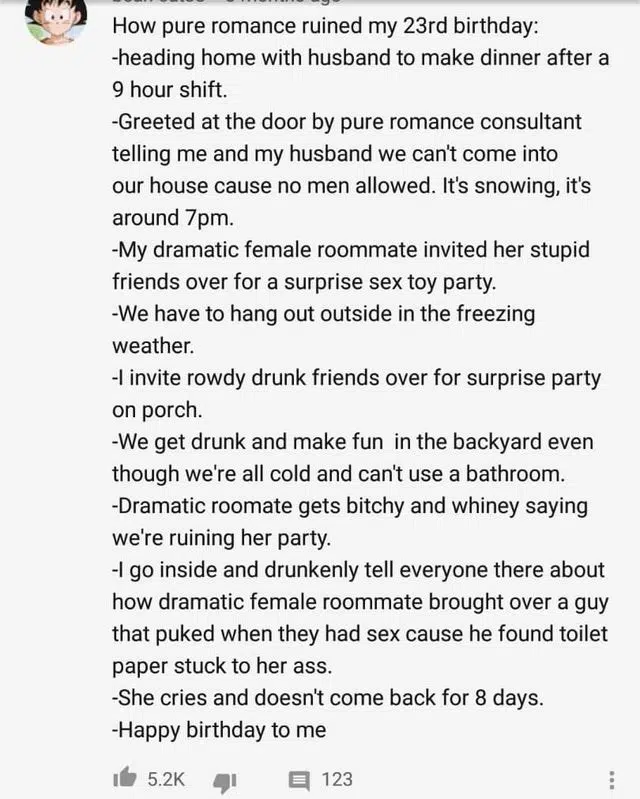 How pure romance ruined my 23rd birthday:
-heading home with husband to make dinner after a
9 hour shift.
-Greeted at the door by pure romance consultant
telling me and my husband we can't come into
our house cause no men allowed. It's snowing, it's
around 7pm.
-My dramatic female roommate invited her stupid
friends over for a surprise sex toy party.
-We have to hang out outside in the freezing
weather.
-I invite rowdy drunk friends over for surprise party
on porch.
-We get drunk and make fun  in the backyard even
though we're all cold and can't use a bathroom.
-Dramatic roomate gets bitchy and whiney saying
we're ruining her party.
-I go inside and drunkenly tell everyone there about
how dramatic female roommate brought over a guy
that puked when they had sex cause he found toilet
paper stuck to her ass.
-She cries and doesn't come back for 8 days.
-Happy birthday to me
5.2K 123